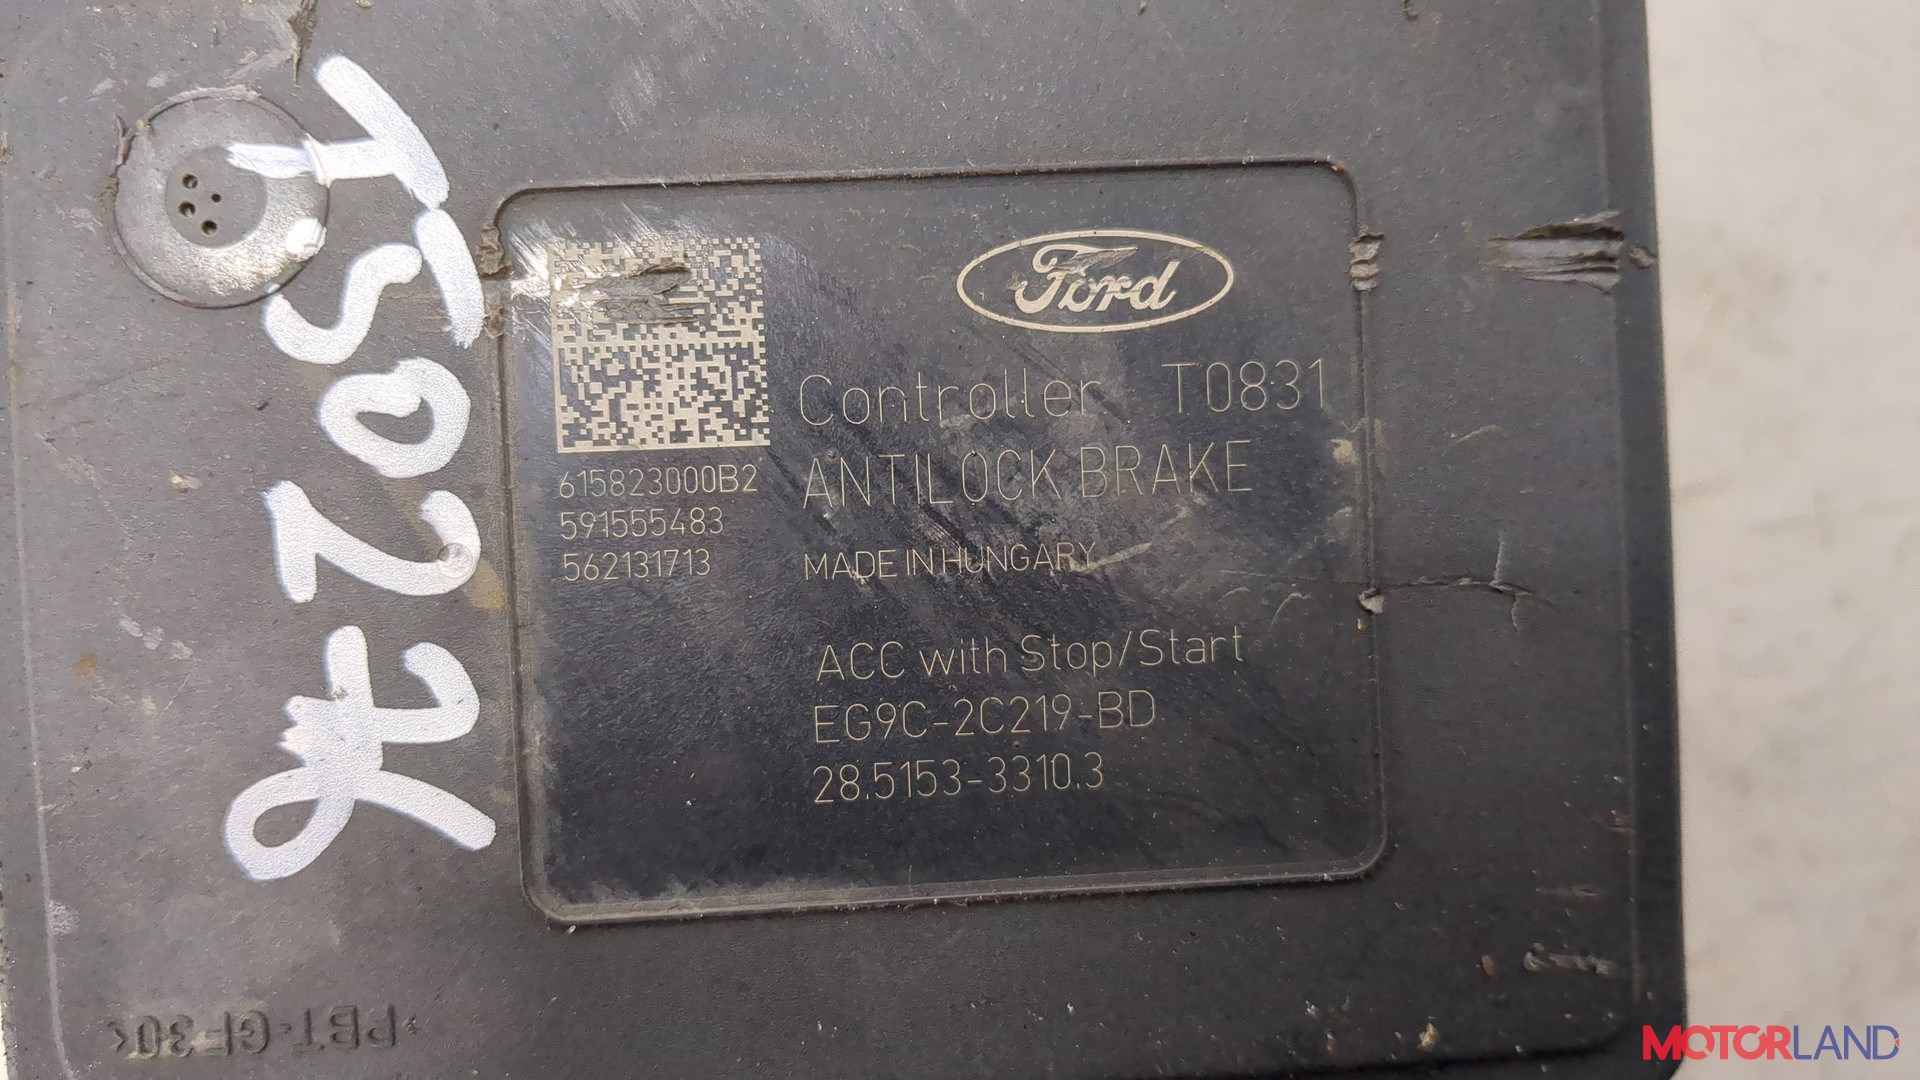 Ford
Controller T0831
ANTILOCK BRAKE
MADE IN HUNGARY
615823000B2
591555483
562131713
ACC with Stop/Start
EG9C-2C219-BD
28.5153-3310.3
>PBT-GF30<
MOTORLAND